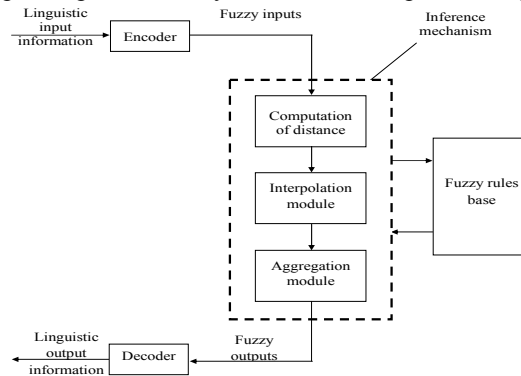 Linguistic
input
information
Encoder
Fuzzy inputs
Inference
mechanism
Computation
of distance
Interpolation
module
Aggregation
module
Fuzzy rules
base
Linguistic
output
information
Decoder
Fuzzy
outputs